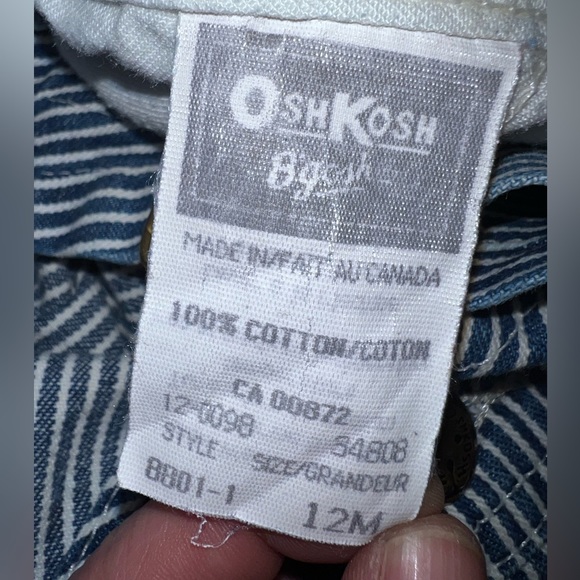 OSHKOSH
B'gosh
MADE IN/FAIT AU CANADA
100% COTTON/COTON
CA 00872
12-0098 54808
STYLE SIZE/GRANDEUR
8801-1 12M